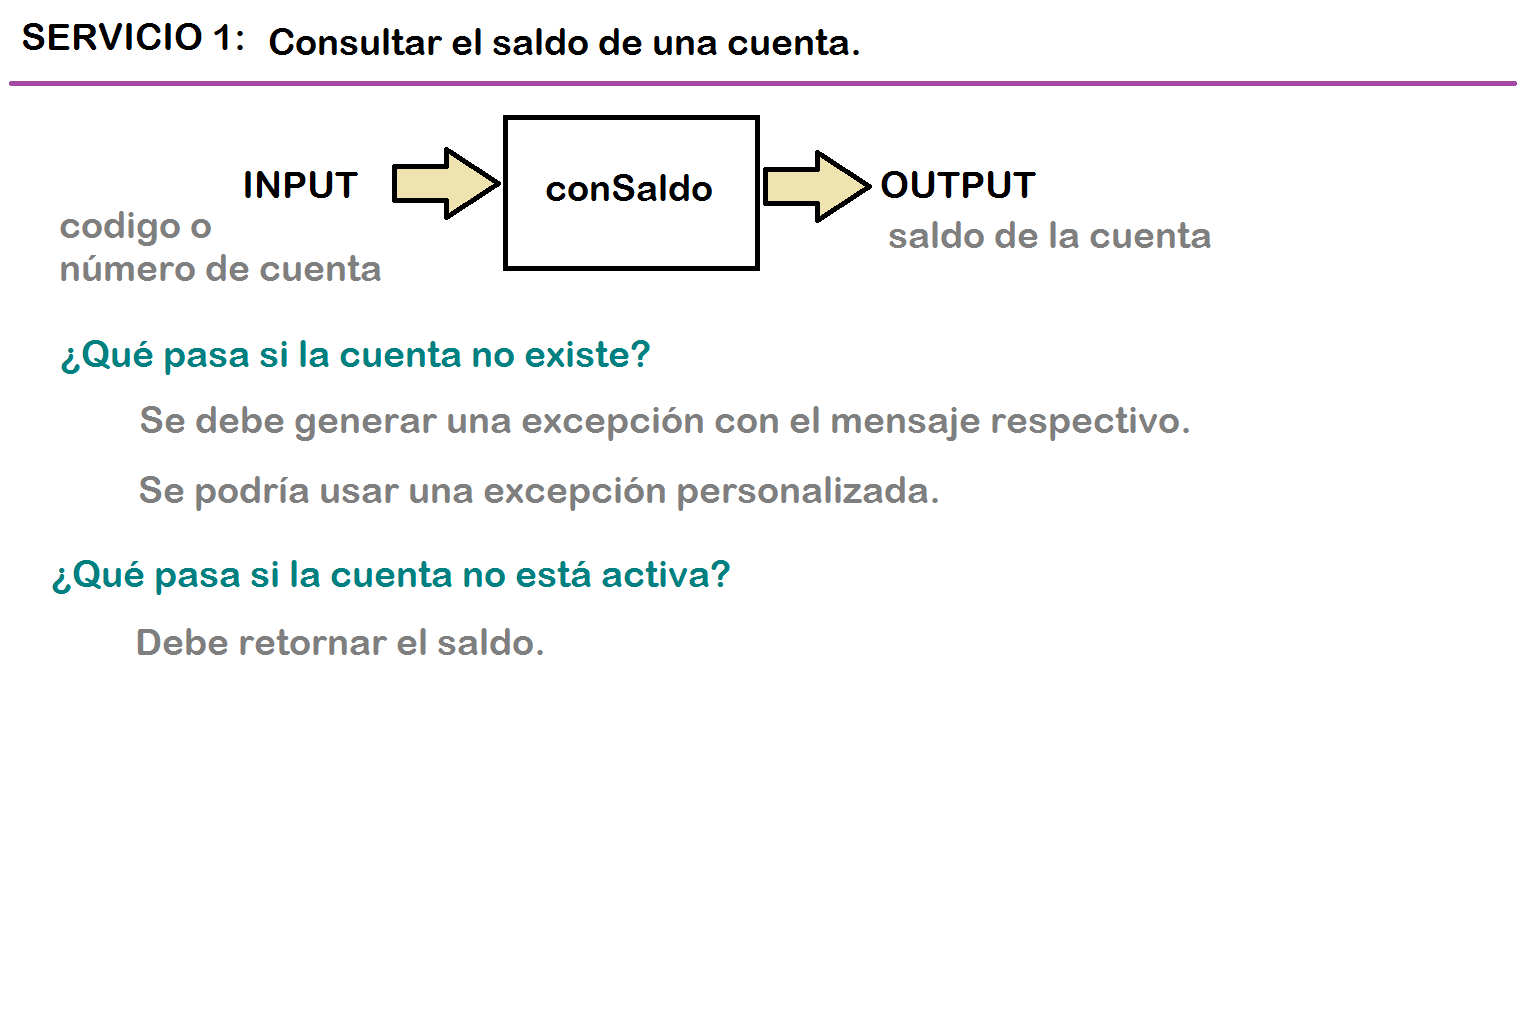 SERVICIO 1: Consultar el saldo de una cuenta.
INPUT
conSaldo
OUTPUT
codigo o
número de cuenta
saldo de la cuenta
¿Qué pasa si la cuenta no existe?
Se debe generar una excepción con el mensaje respectivo.
Se podría usar una excepción personalizada.
¿Qué pasa si la cuenta no está activa?
Debe retornar el saldo.